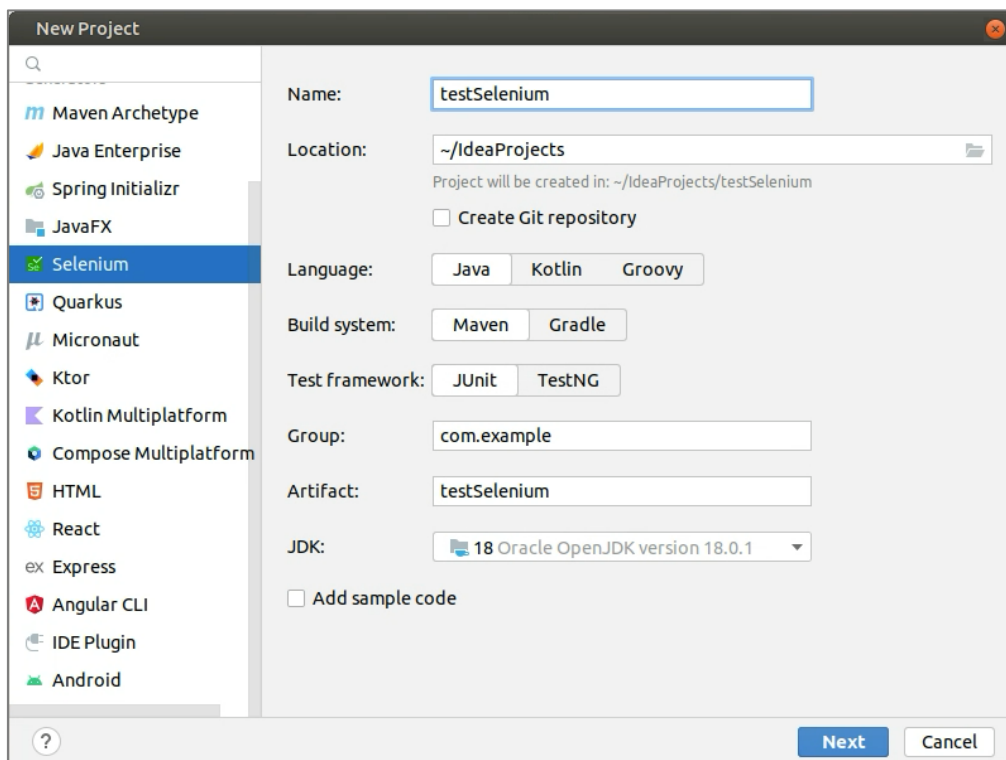 New Project
Maven Archetype
Java Enterprise
Spring Initializr
JavaFX
Selenium
Quarkus
Micronaut
Ktor
Kotlin Multiplatform
Compose Multiplatform
HTML
React
ex Express
Angular CLI
IDE Plugin
Android
Name: testSelenium
Location: ~/IdeaProjects
Project will be created in: ~/IdeaProjects/testSelenium
Create Git repository
Language: Java Kotlin Groovy
Build system: Maven Gradle
Test framework: JUnit TestNG
Group: com.example
Artifact: testSelenium
JDK: 18 Oracle OpenJDK version 18.0.1
Add sample code
? Next Cancel